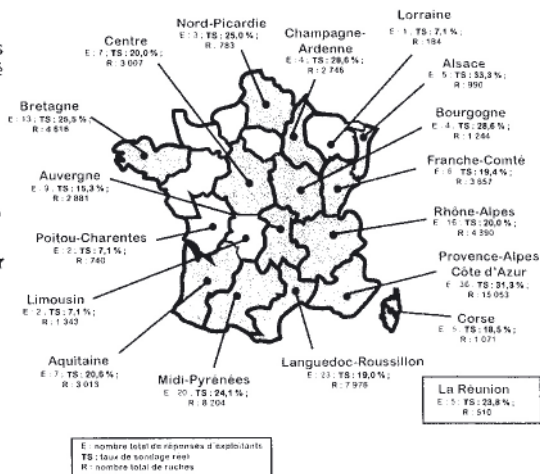 Nord-Picardie
E : 3 ; TS : 25,0 % ;
R : 783
Lorraine
E : 1 ; TS : 7,1 % ;
R : 184
Centre
E : 7 ; TS : 20,0 % ;
R : 3 007
Champagne-
Ardenne
E : 4 ; TS : 28,6 % ;
R : 2 746
Alsace
E : 5 ; TS : 33,3 % ;
R : 990
Bretagne
E : 13 ; TS : 25,5 % ;
R : 4 616
Bourgogne
E : 4 ; TS : 28,6 % ;
R : 1 244
Franche-Comté
E : 6 ; TS : 19,4 % ;
R : 3 657
Auvergne
E : 9 ; TS : 15,3 % ;
R : 2 881
Rhône-Alpes
E : 16 ; TS : 20,0 % ;
R : 4 390
Poitou-Charentes
E : 2 ; TS : 7,1 % ;
R : 740
Provence-Alpes
Côte d'Azur
E : 36 ; TS : 31,3 % ;
R : 15 053
Limousin
E : 2 ; TS : 7,1 % ;
R : 1 343
Corse
E : 5 ; TS : 18,5 % ;
R : 1 071
Aquitaine
E : 7 ; TS : 20,6 % ;
R : 3 013
Midi-Pyrénées
E : 20 ; TS : 24,1 % ;
R : 8 204
Languedoc-Roussillon
E : 23 ; TS : 19,0 % ;
R : 7 976
La Réunion
E : 5 ; TS : 23,8 % ;
R : 510
E : nombre total de réponses d'exploitants
TS : taux de sondage réel
R : nombre total de ruches